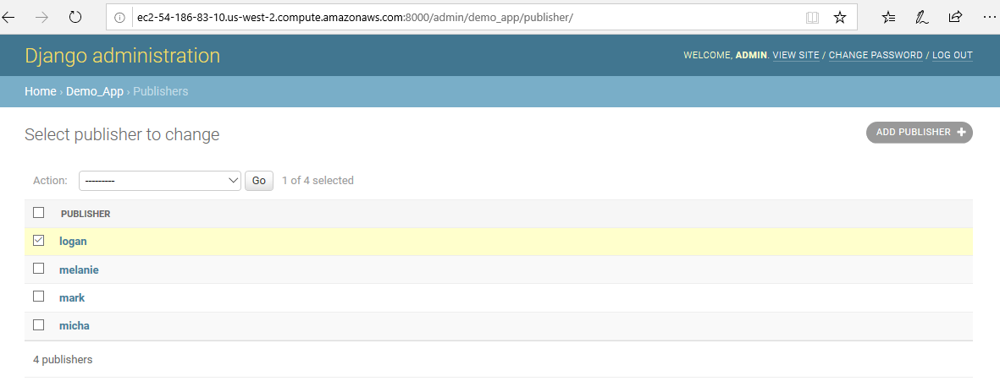 ec2-54-186-83-10.us-west-2.compute.amazonaws.com:8000/admin/demo_app/publisher/
Django administration
WELCOME, ADMIN. VIEW SITE / CHANGE PASSWORD / LOG OUT
Home › Demo_App › Publishers
Select publisher to change
ADD PUBLISHER +
Action: --------- Go 1 of 4 selected
PUBLISHER
logan
melanie
mark
micha
4 publishers